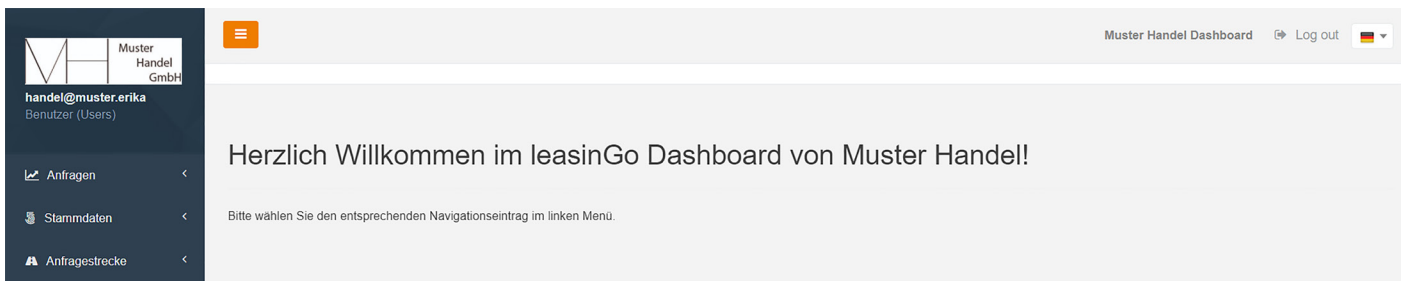 Muster
Handel
GmbH
handel@muster.erika
Benutzer (Users)
Anfragen
Stammdaten
Anfragestrecke
Muster Handel Dashboard
Log out
Herzlich Willkommen im leasinGo Dashboard von Muster Handel!
Bitte wählen Sie den entsprechenden Navigationseintrag im linken Menü.